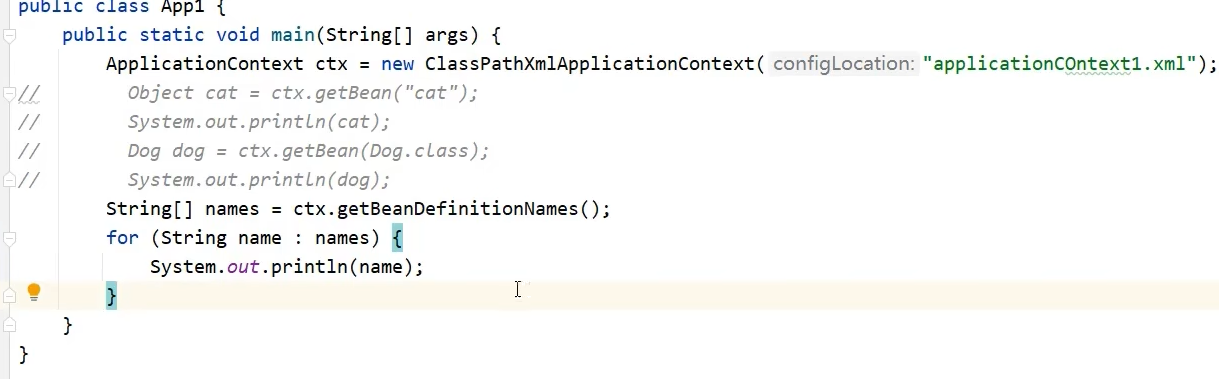 public class App1 {
    public static void main(String[] args) {
        ApplicationContext ctx = new ClassPathXmlApplicationContext( configLocation: "applicationCOntext1.xml");
//        Object cat = ctx.getBean("cat");
//        System.out.println(cat);
//        Dog dog = ctx.getBean(Dog.class);
//        System.out.println(dog);
        String[] names = ctx.getBeanDefinitionNames();
        for (String name : names) {
            System.out.println(name);
        }
    }
}